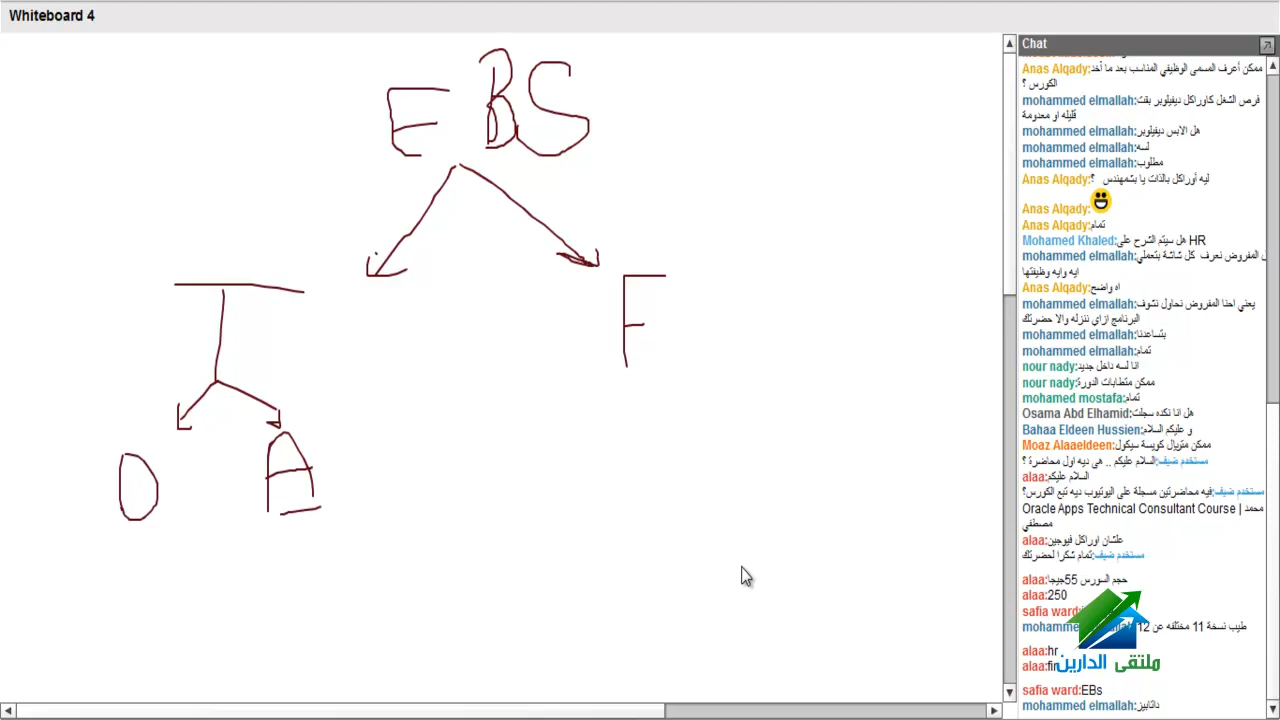 Whiteboard 4
EBS
T
F
O
A
Chat
Anas Alqady:ممكن أعرف المسمى الوظيفي المناسب بعد ما أخد
الكورس ؟
mohammed elmallah:فرص الشغل كاوراكل ديفيلوبر بقت
قليله او معدومة
mohammed elmallah:هل الابس ديفيلوبر
mohammed elmallah:لسه
mohammed elmallah:مطلوب
Anas Alqady:ليه أوراكل بالذات يا بشمهندس ؟
Anas Alqady:
Anas Alqady:تمام
Mohamed Khaled:هل سيتم الشرح على HR
mohammed elmallah:المفروض نعرف كل شاشة بتعملي
ايه وايه وظيفتها
Anas Alqady:اه واضح
mohammed elmallah:يعني احنا المفروض نحاول نشوف
البرنامج ازاي ننزله والا حضرتك
mohammed elmallah:بتساعدنا
mohammed elmallah:تمام
nour nady:انا لسه داخل جديد
nour nady:ممكن متطابات الدورة
mohamed mostafa:تمام
Osama Abd Elhamid:هل انا نكده سجلت
Bahaa Eldeen Hussien:و عليكم السلام
Moaz Alaaeldeen:ممكن متريال كويسة سيكول
مستخدم ضيف:السلام عليكم .. هى ديه اول محاضرة ؟
alaa:السلام عليكم
مستخدم ضيف:فيه محاضرتين مسجلة على اليوتيوب ديه تبع الكورس؟
Oracle Apps Technical Consultant Course | محمد
مصطفي
alaa:علشان اوراكل فيوجين
مستخدم ضيف:تمام شكرا لحضرتك
alaa:حجم السورس 55جيجا
alaa:250
safia ward:
mohamme طيب نسخة 11 مختلفه عن 12
alaa:hr
alaa:fin
ملتقى الدارين
safia ward:EBs
mohammed elmallah:داتابيز